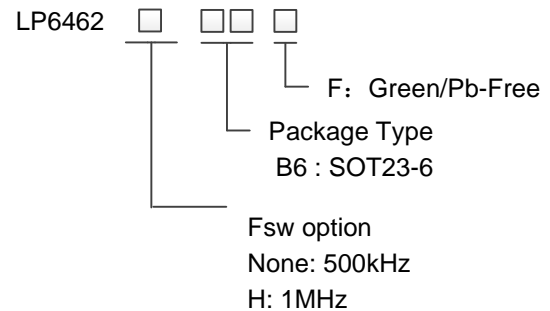 LP6462 □ □□ □
F：Green/Pb-Free
Package Type
B6 : SOT23-6
Fsw option
None: 500kHz
H: 1MHz